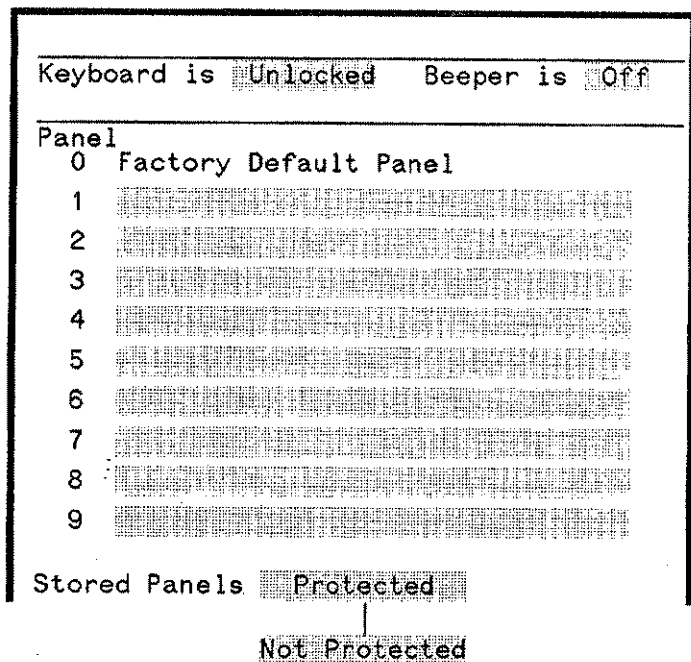 Keyboard is Unlocked Beeper is Off
Panel
0 Factory Default Panel
1
2
3
4
5
6
7
8
9
Stored Panels Protected
Not Protected